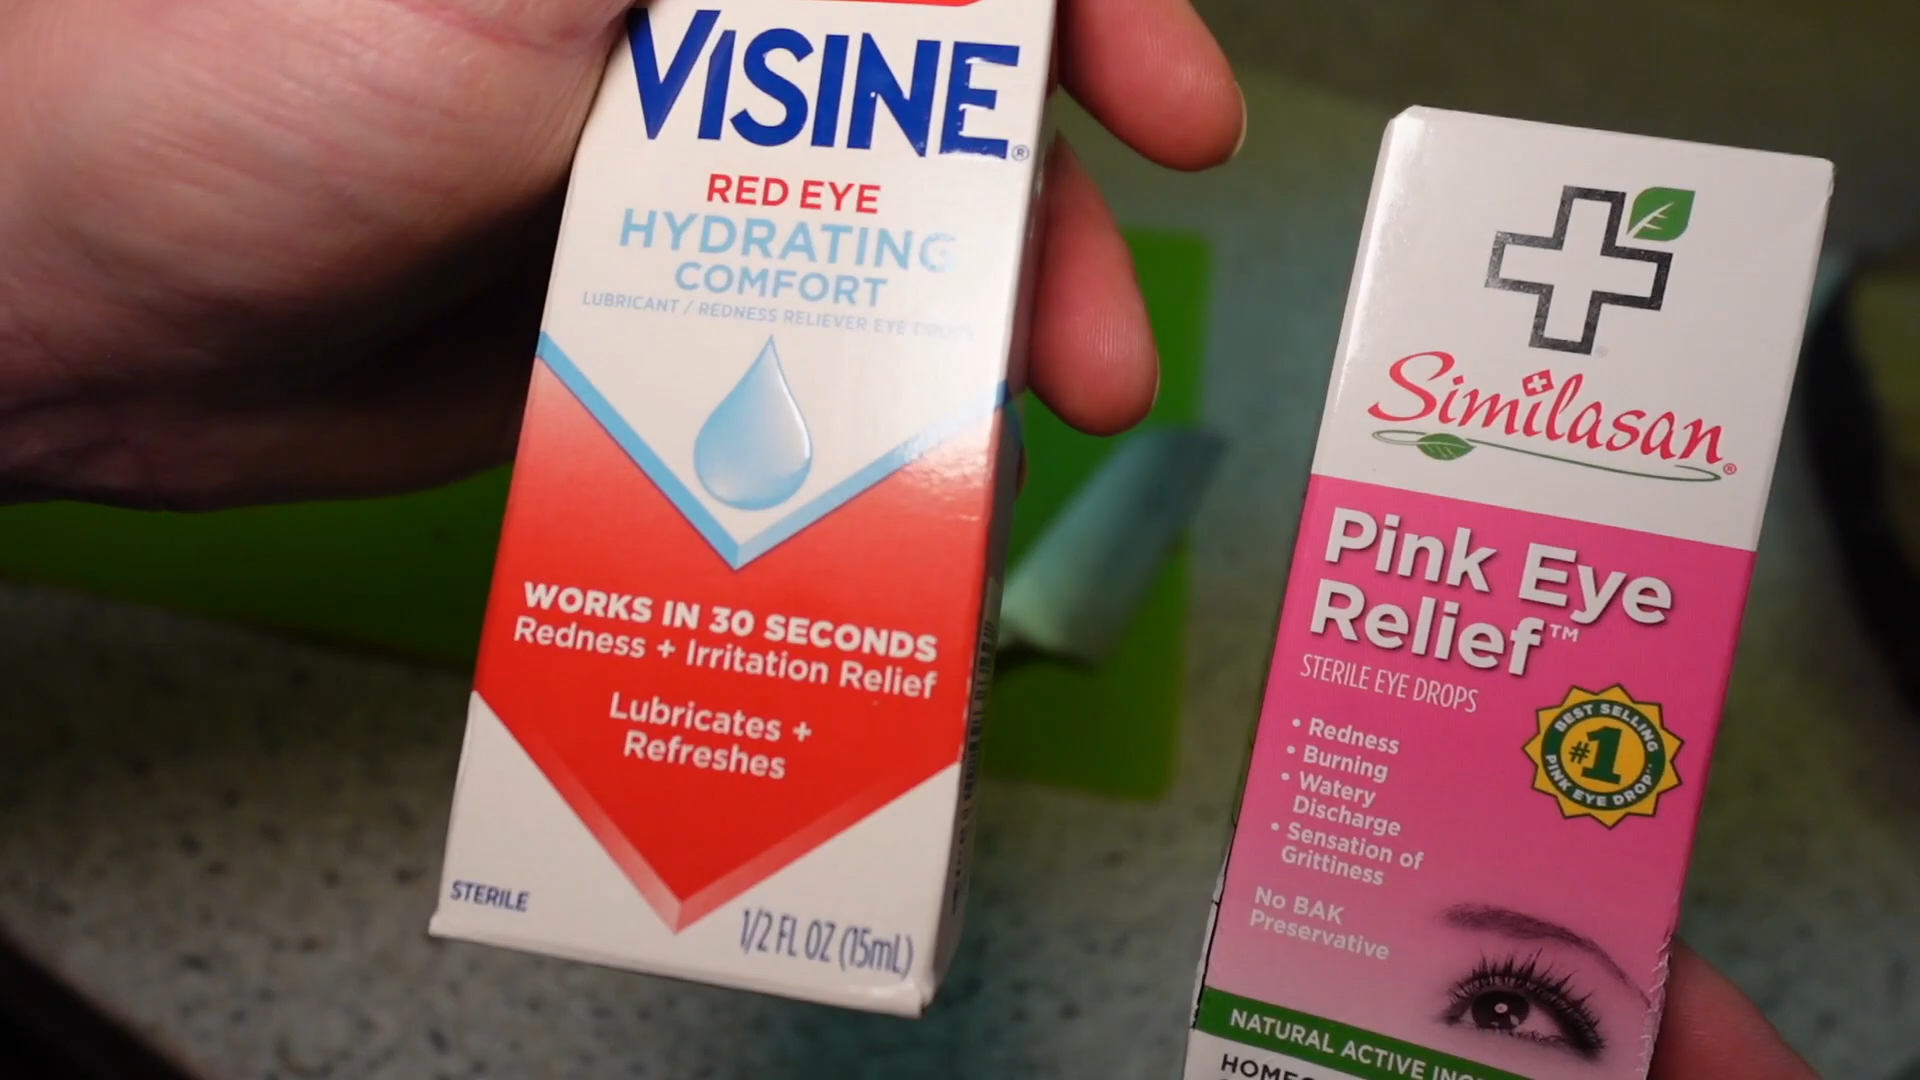 VISINE®
RED EYE
HYDRATING
COMFORT
LUBRICANT / REDNESS RELIEVER EYE DROPS
WORKS IN 30 SECONDS
Redness + Irritation Relief
Lubricates +
Refreshes
STERILE
1/2 FL OZ (15mL)
Similasan®
Pink Eye
Relief™
STERILE EYE DROPS
• Redness
• Burning
• Watery
Discharge
• Sensation of
Grittiness
BEST SELLING
#1
PINK EYE DROP
No BAK
Preservative
NATURAL ACTIVE